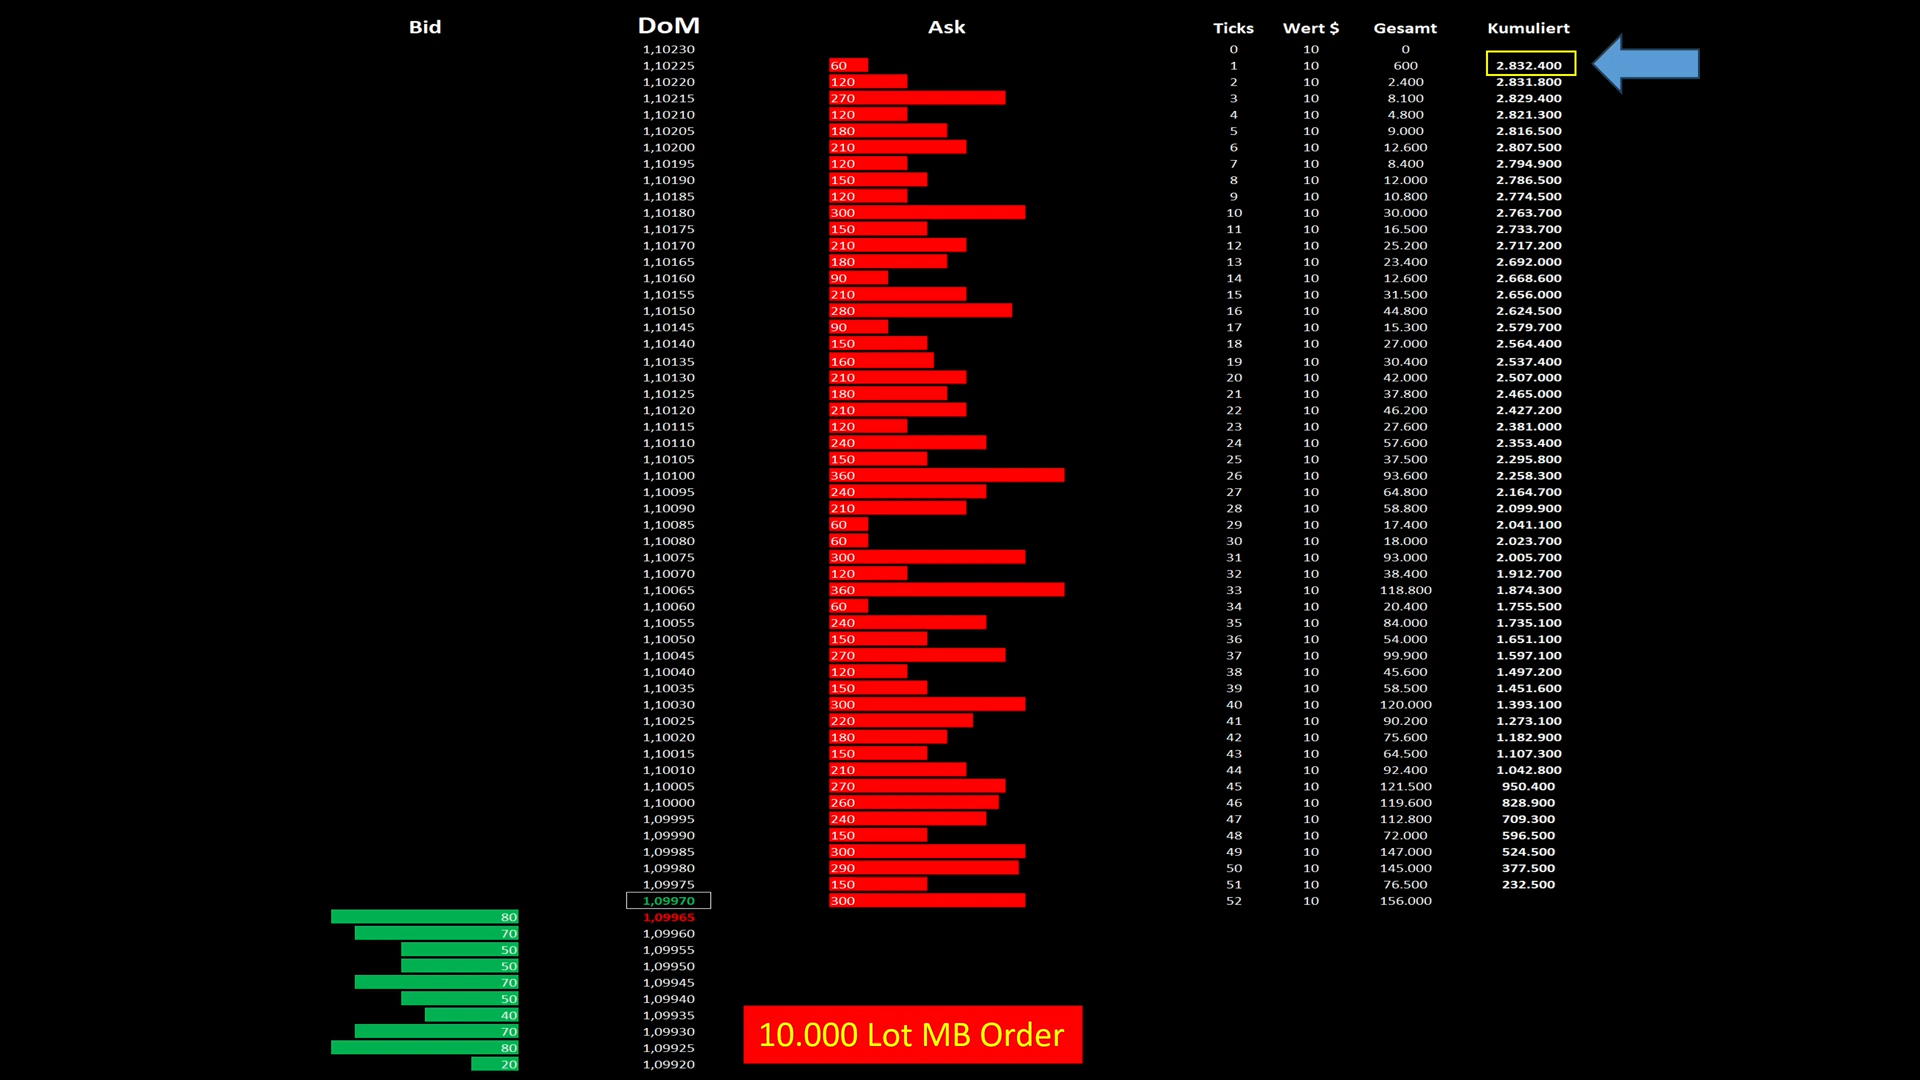 Bid DoM Ask Ticks Wert $ Gesamt Kumuliert
1,10230 0 10 0
1,10225 60 1 10 600 2.832.400
1,10220 120 2 10 2.400 2.831.800
1,10215 270 3 10 8.100 2.829.400
1,10210 120 4 10 4.800 2.821.300
1,10205 180 5 10 9.000 2.816.500
1,10200 210 6 10 12.600 2.807.500
1,10195 120 7 10 8.400 2.794.900
1,10190 150 8 10 12.000 2.786.500
1,10185 120 9 10 10.800 2.774.500
1,10180 300 10 10 30.000 2.763.700
1,10175 150 11 10 16.500 2.733.700
1,10170 210 12 10 25.200 2.717.200
1,10165 180 13 10 23.400 2.692.000
1,10160 90 14 10 12.600 2.668.600
1,10155 210 15 10 31.500 2.656.000
1,10150 280 16 10 44.800 2.624.500
1,10145 90 17 10 15.300 2.579.700
1,10140 150 18 10 27.000 2.564.400
1,10135 160 19 10 30.400 2.537.400
1,10130 210 20 10 42.000 2.507.000
1,10125 180 21 10 37.800 2.465.000
1,10120 210 22 10 46.200 2.427.200
1,10115 120 23 10 27.600 2.381.000
1,10110 240 24 10 57.600 2.353.400
1,10105 150 25 10 37.500 2.295.800
1,10100 360 26 10 93.600 2.258.300
1,10095 240 27 10 64.800 2.164.700
1,10090 210 28 10 58.800 2.099.900
1,10085 60 29 10 17.400 2.041.100
1,10080 60 30 10 18.000 2.023.700
1,10075 300 31 10 93.000 2.005.700
1,10070 120 32 10 38.400 1.912.700
1,10065 360 33 10 118.800 1.874.300
1,10060 60 34 10 20.400 1.755.500
1,10055 240 35 10 84.000 1.735.100
1,10050 150 36 10 54.000 1.651.100
1,10045 270 37 10 99.900 1.597.100
1,10040 120 38 10 45.600 1.497.200
1,10035 150 39 10 58.500 1.451.600
1,10030 300 40 10 120.000 1.393.100
1,10025 220 41 10 90.200 1.273.100
1,10020 180 42 10 75.600 1.182.900
1,10015 150 43 10 64.500 1.107.300
1,10010 210 44 10 92.400 1.042.800
1,10005 270 45 10 121.500 950.400
1,10000 260 46 10 119.600 828.900
1,09995 240 47 10 112.800 709.300
1,09990 150 48 10 72.000 596.500
1,09985 300 49 10 147.000 524.500
1,09980 290 50 10 145.000 377.500
1,09975 150 51 10 76.500 232.500
1,09970 300 52 10 156.000
80 1,09965
70 1,09960
50 1,09955
50 1,09950
70 1,09945
50 1,09940
40 1,09935
70 1,09930
80 1,09925
20 1,09920
10.000 Lot MB Order